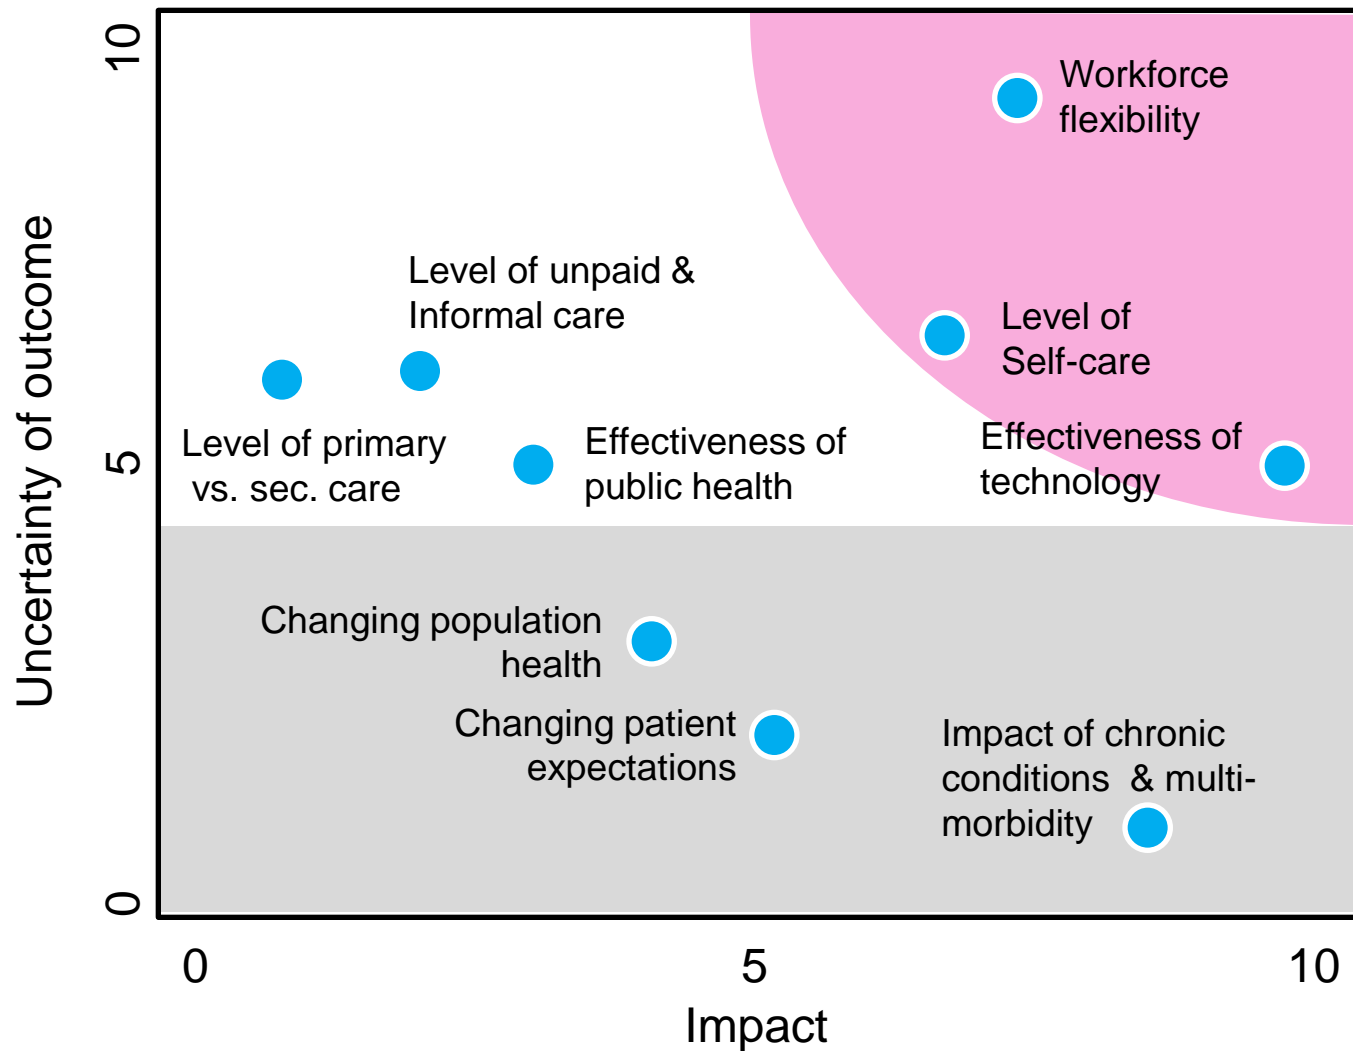 10
Workforce
flexibility
Level of unpaid &
Informal care
Level of
Self-care
Uncertainty of outcome
5
Level of primary
vs. sec. care
Effectiveness of
public health
Effectiveness of
technology
Changing population
health
Changing patient
expectations
Impact of chronic
conditions & multi-
morbidity
0
0
5
10
Impact